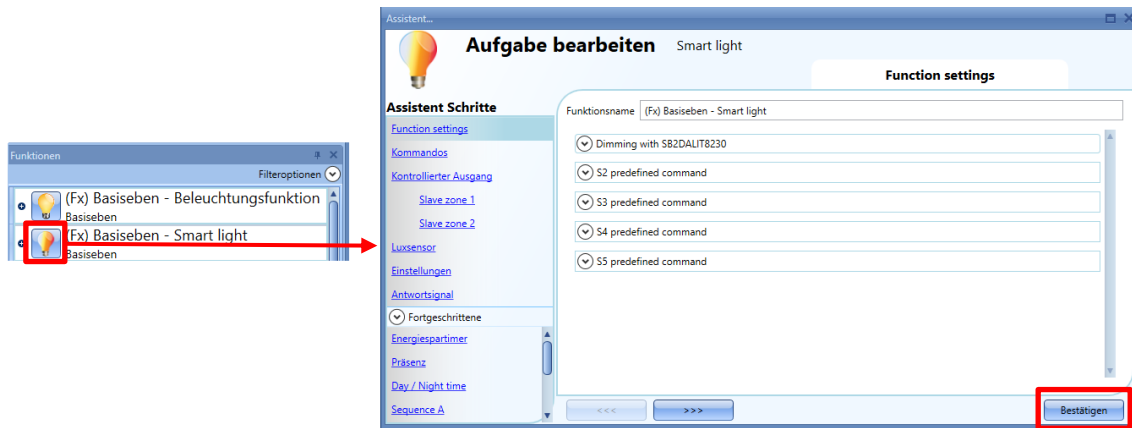 Funktionen
Filteroptionen
(Fx) Basiseben - Beleuchtungsfunktion
Basiseben
(Fx) Basiseben - Smart light
Basiseben
Assistent...
Aufgabe bearbeiten Smart light
Function settings
Assistent Schritte
Function settings
Kommandos
Kontrollierter Ausgang
Slave zone 1
Slave zone 2
Luxsensor
Einstellungen
Antwortsignal
Fortgeschrittene
Energiespartimer
Präsenz
Day / Night time
Sequence A
Funktionsname (Fx) Basiseben - Smart light
Dimming with SB2DALIT8230
S2 predefined command
S3 predefined command
S4 predefined command
S5 predefined command
<<< >>> Bestätigen